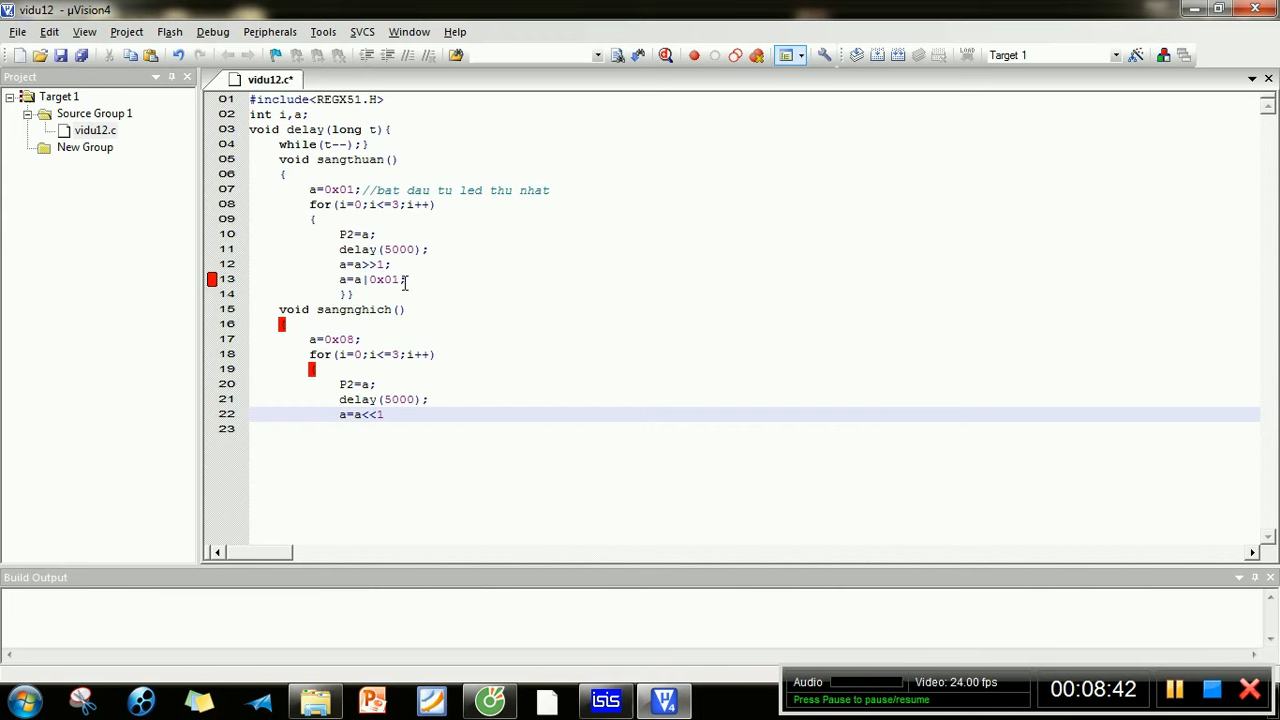 vidu12 - µVision4
File Edit View Project Flash Debug Peripherals Tools SVCS Window Help
LOAD Target 1
Project
vidu12.c*
Target 1
Source Group 1
vidu12.c
New Group
01 #include<REGX51.H>
02 int i,a;
03 void delay(long t){
04 while(t--);}
05 void sangthuan()
06 {
07 a=0x01;//bat dau tu led thu nhat
08 for(i=0;i<=3;i++)
09 {
10 P2=a;
11 delay(5000);
12 a=a>>1;
13 a=a|0x01;
14 }}
15 void sangnghich()
16 {
17 a=0x08;
18 for(i=0;i<=3;i++)
19 {
20 P2=a;
21 delay(5000);
22 a=a<<1
23
Build Output
Audio Video: 24.00 fps
Press Pause to pause/resume
00:08:42
isis